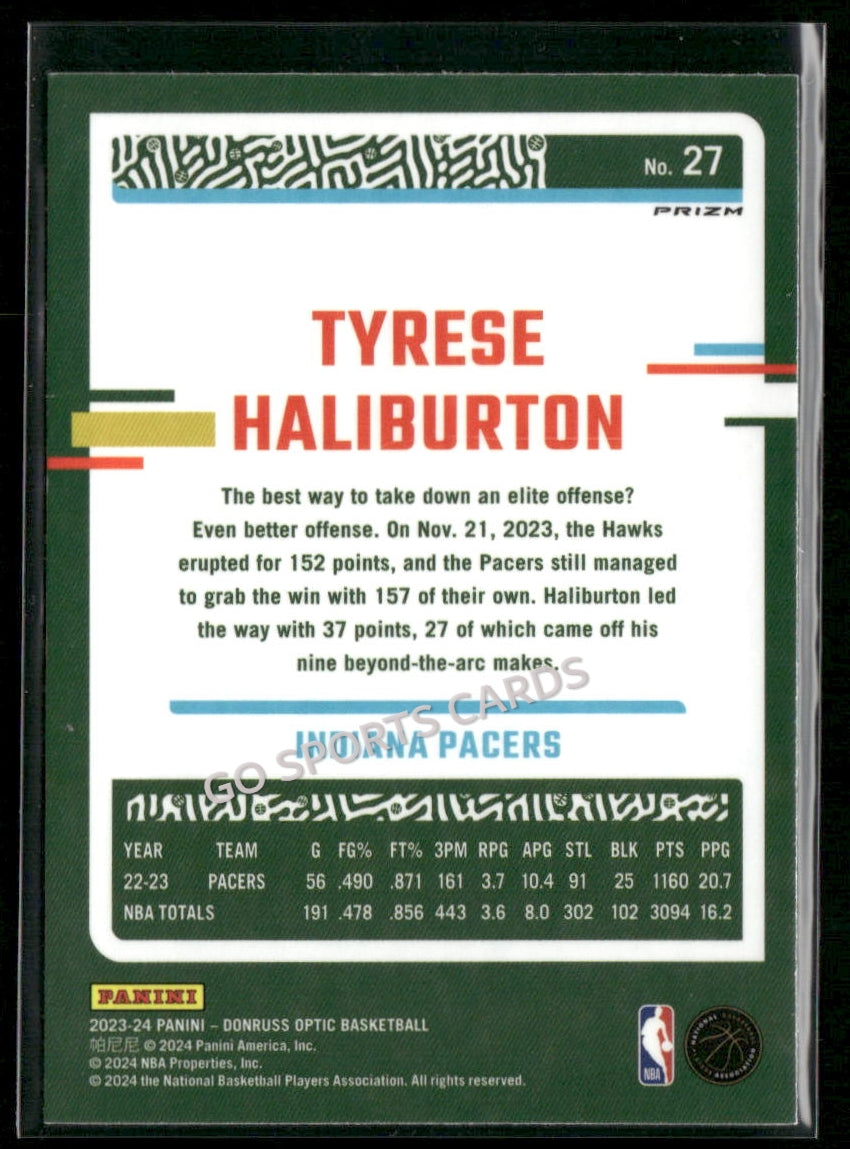 No. 27
PRIZM
TYRESE
HALIBURTON
The best way to take down an elite offense?
Even better offense. On Nov. 21, 2023, the Hawks
erupted for 152 points, and the Pacers still managed
to grab the win with 157 of their own. Haliburton led
the way with 37 points, 27 of which came off his
nine beyond-the-arc makes.
GO SPORTS CARDS
INDIANA PACERS
YEAR TEAM G FG% FT% 3PM RPG APG STL BLK PTS PPG
22-23 PACERS 56 .490 .871 161 3.7 10.4 91 25 1160 20.7
NBA TOTALS 191 .478 .856 443 3.6 8.0 302 102 3094 16.2
PANINI
2023-24 PANINI – DONRUSS OPTIC BASKETBALL
帕尼尼 © 2024 Panini America, Inc.
© 2024 NBA Properties, Inc.
© 2024 the National Basketball Players Association. All rights reserved.
NBA
NATIONAL BASKETBALL PLAYERS ASSOCIATION